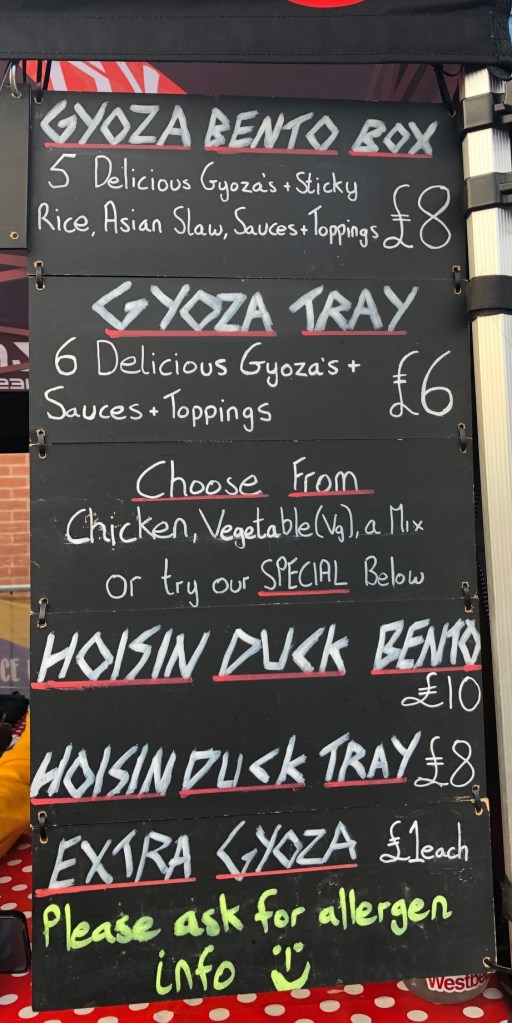 GYOZA BENTO BOX
5 Delicious Gyoza's + Sticky
Rice, Asian Slaw, Sauces + Toppings £8
GYOZA TRAY
6 Delicious Gyoza's +
Sauces + Toppings £6
Choose From
Chicken, Vegetable (Vg), a Mix
or try our SPECIAL Below
HOISIN DUCK BENTO
£10
HOISIN DUCK TRAY £8
EXTRA GYOZA £1 each
Please ask for allergen
info